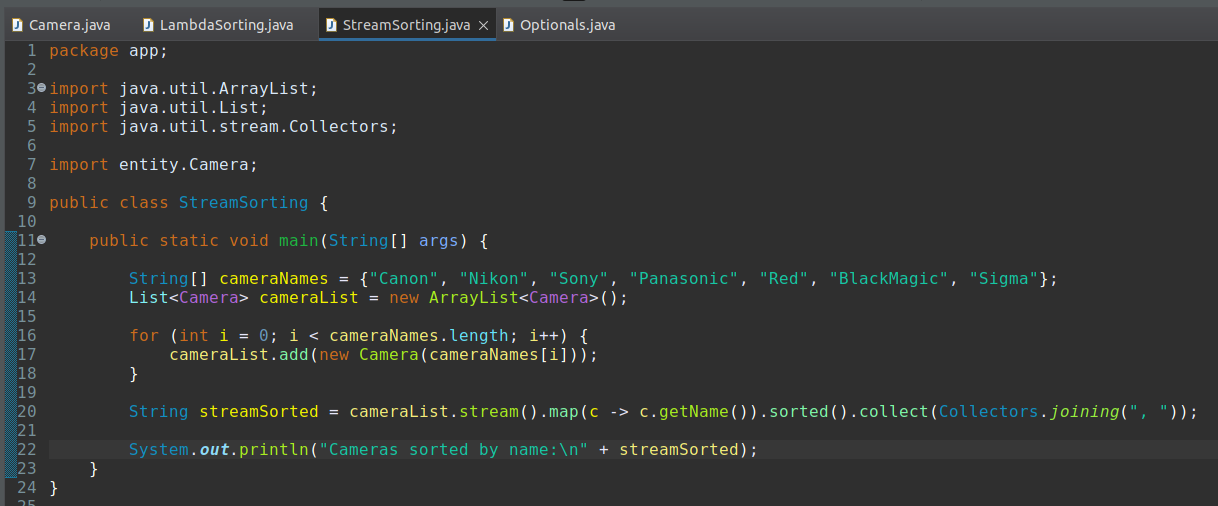 Camera.java LambdaSorting.java StreamSorting.java Optionals.java
1 package app;
2
3 import java.util.ArrayList;
4 import java.util.List;
5 import java.util.stream.Collectors;
6
7 import entity.Camera;
8
9 public class StreamSorting {
10
11     public static void main(String[] args) {
12
13         String[] cameraNames = {"Canon", "Nikon", "Sony", "Panasonic", "Red", "BlackMagic", "Sigma"};
14         List<Camera> cameraList = new ArrayList<Camera>();
15
16         for (int i = 0; i < cameraNames.length; i++) {
17             cameraList.add(new Camera(cameraNames[i]));
18         }
19
20         String streamSorted = cameraList.stream().map(c -> c.getName()).sorted().collect(Collectors.joining(", "));
21
22         System.out.println("Cameras sorted by name:\n" + streamSorted);
23     }
24 }
25